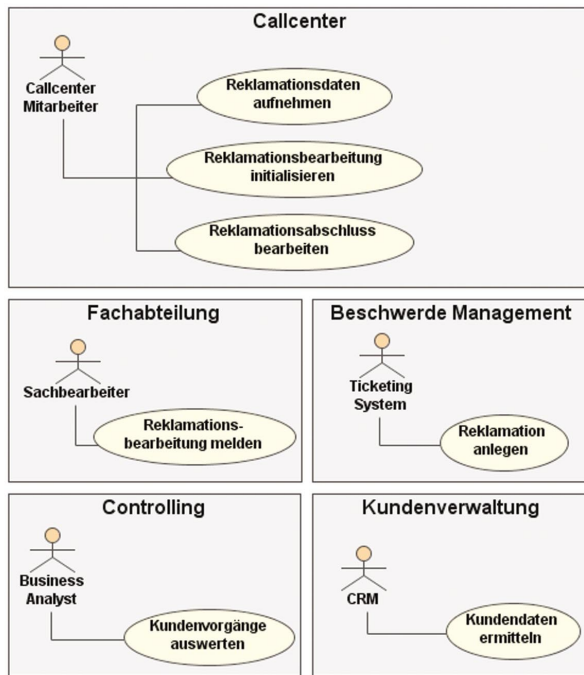 Callcenter
Callcenter
Mitarbeiter
Reklamationsdaten
aufnehmen
Reklamationsbearbeitung
initialisieren
Reklamationsabschluss
bearbeiten
Fachabteilung
Sachbearbeiter
Reklamations-
bearbeitung melden
Beschwerde Management
Ticketing
System
Reklamation
anlegen
Controlling
Business
Analyst
Kundenvorgänge
auswerten
Kundenverwaltung
CRM
Kundendaten
ermitteln